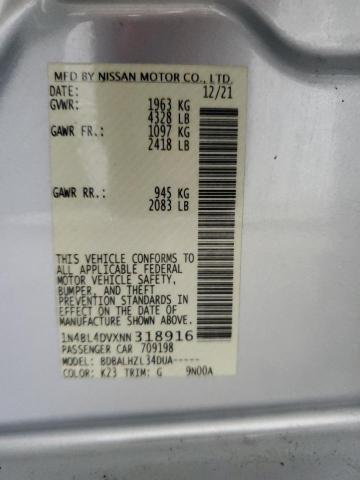 MFD BY NISSAN MOTOR CO., LTD.
DATE: 12/21
GVWR: 1963 KG
4328 LB
GAWR FR.: 1097 KG
2418 LB
GAWR RR.: 945 KG
2083 LB
THIS VEHICLE CONFORMS TO
ALL APPLICABLE FEDERAL
MOTOR VEHICLE SAFETY,
BUMPER, AND THEFT
PREVENTION STANDARDS IN
EFFECT ON THE DATE OF
MANUFACTURE SHOWN ABOVE.
1N4BL4DVXNN318916
PASSENGER CAR 709198
MODEL: BDBALHZL34DUA-----
COLOR: K23 TRIM: G 9N00A